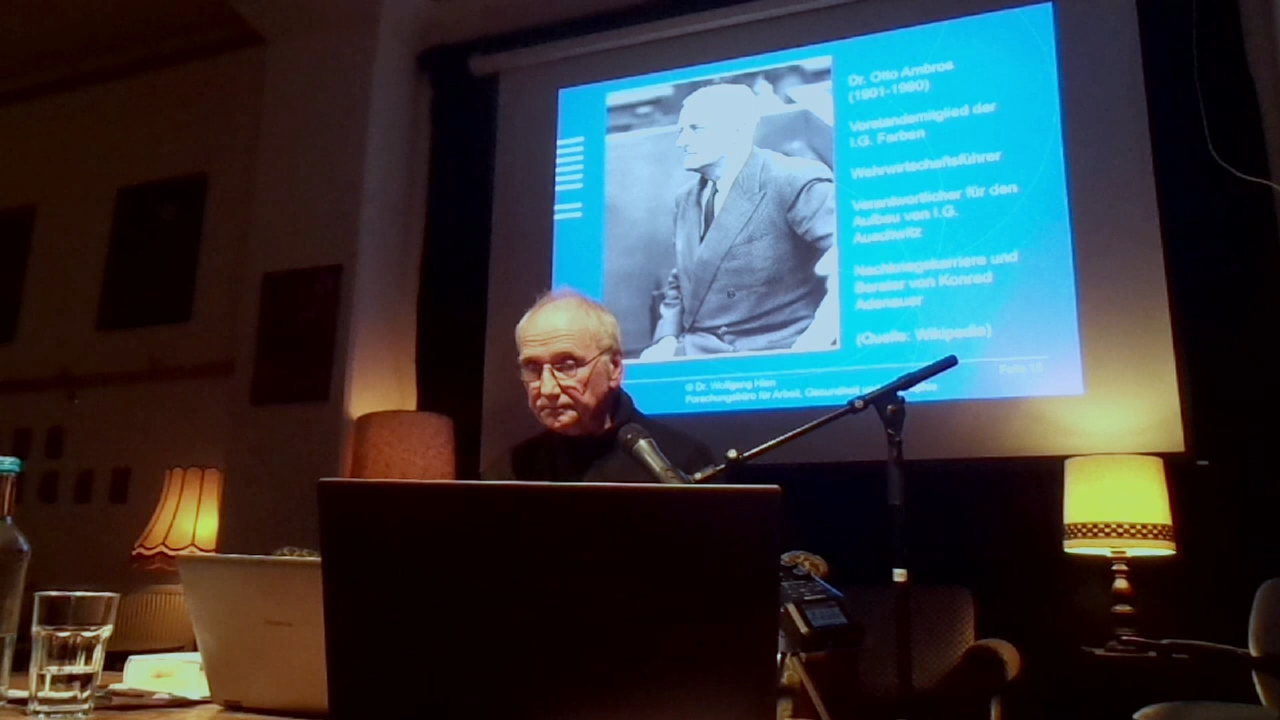 Dr. Otto Ambros
(1901-1990)
Vorstandsmitglied der
I.G. Farben
Wehrwirtschaftsführer
Verantwortlicher für den
Aufbau von I.G.
Auschwitz
Nachkriegskarriere und
Berater von Konrad
Adenauer
(Quelle: Wikipedia)
© Dr. Wolfgang Hien
Forschungsbüro für Arbeit, Gesundheit und
Folie